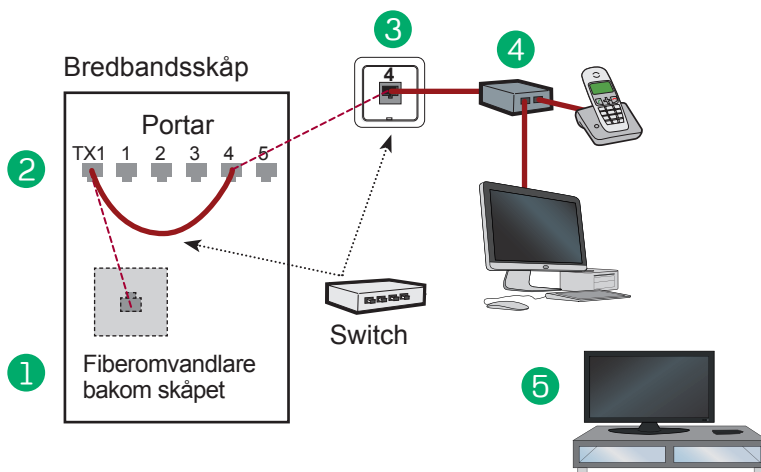 3
4
Bredbandsskåp
4
Portar
TX1 1 2 3 4 5
2
Switch
1
Fiberomvandlare
bakom skåpet
5